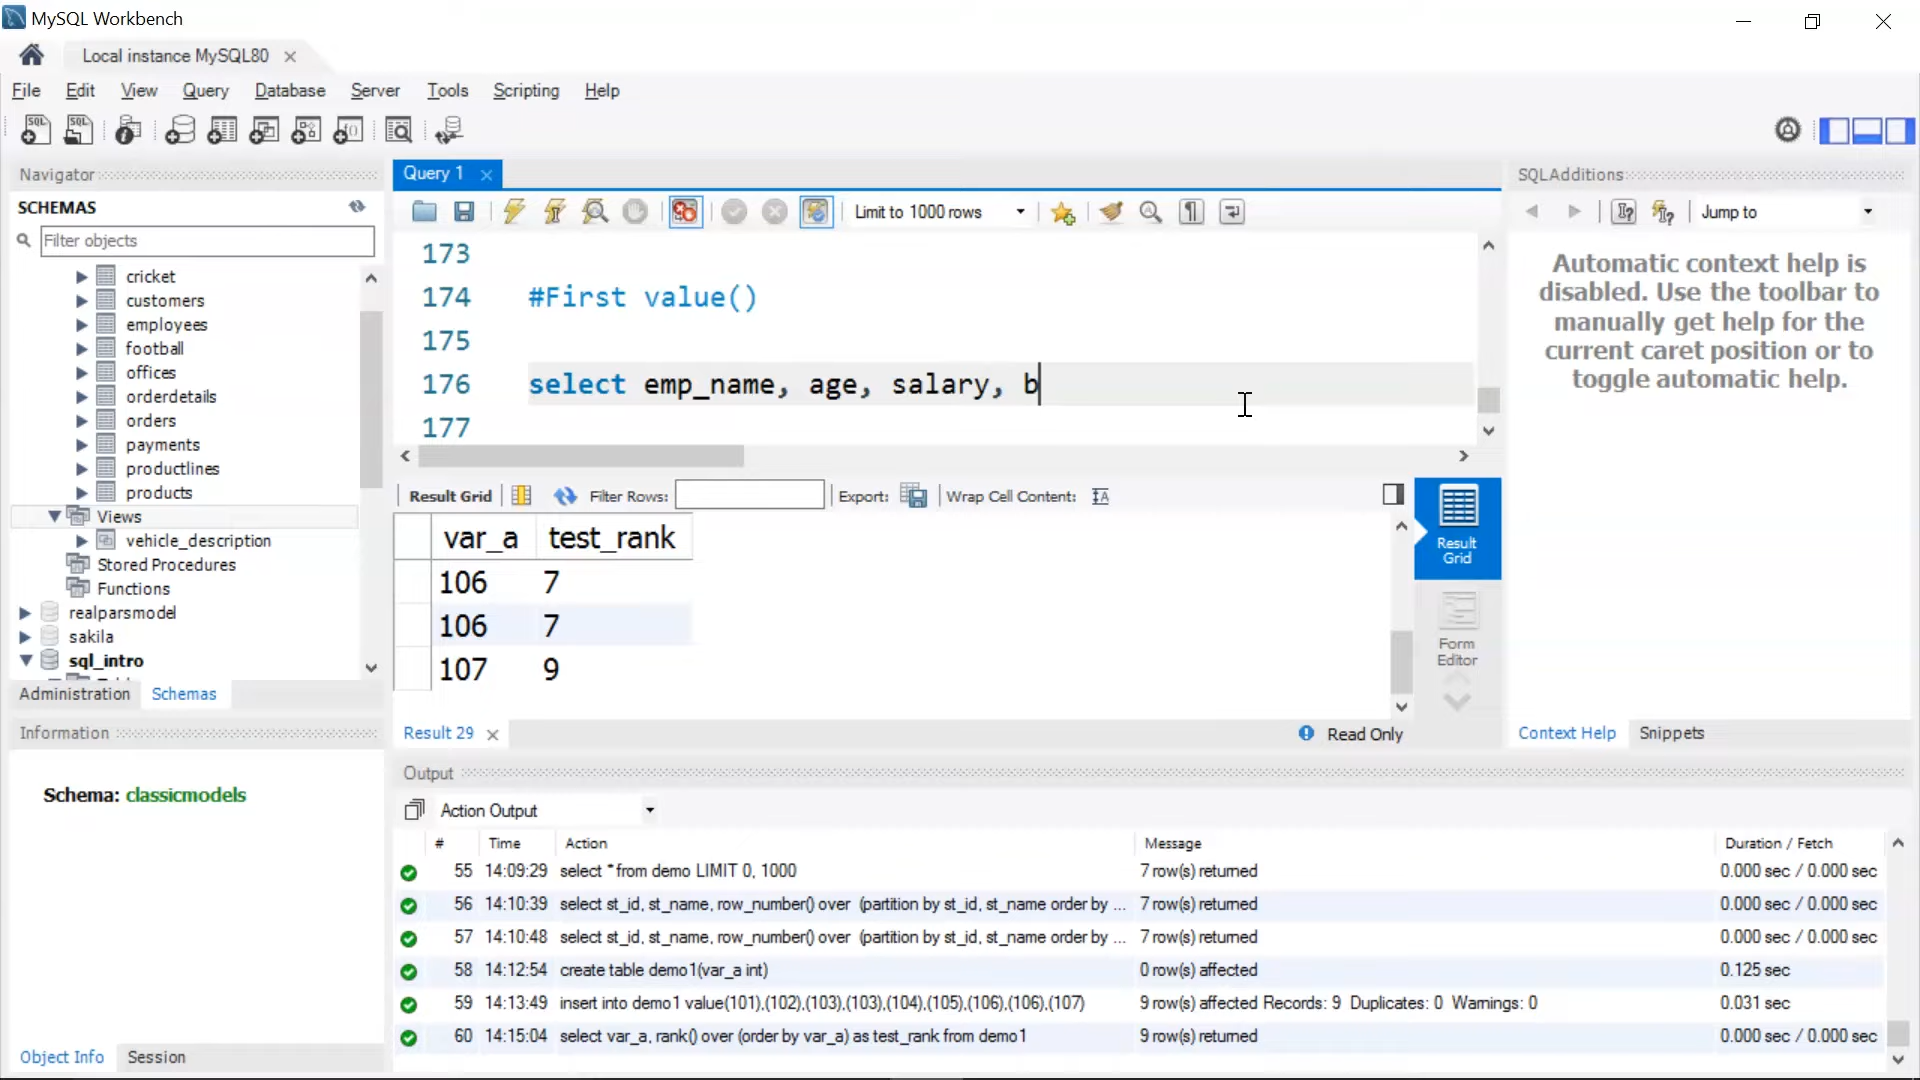 MySQL Workbench
Local instance MySQL80
File Edit View Query Database Server Tools Scripting Help
Navigator
SCHEMAS
Filter objects
cricket
customers
employees
football
offices
orderdetails
orders
payments
productlines
products
Views
vehicle_description
Stored Procedures
Functions
realparsmodel
sakila
sql_intro
Administration Schemas
Information
Schema: classicmodels
Object Info Session
Query 1
Limit to 1000 rows
173
174 #First value()
175
176 select emp_name, age, salary, b
177
Result Grid Filter Rows: Export: Wrap Cell Content:
var_a test_rank
106 7
106 7
107 9
Result Grid
Form Editor
Result 29 Read Only
SQLAdditions
Jump to
Automatic context help is
disabled. Use the toolbar to
manually get help for the
current caret position or to
toggle automatic help.
Context Help Snippets
Output
Action Output
# Time Action Message Duration / Fetch
55 14:09:29 select * from demo LIMIT 0, 1000 7 row(s) returned 0.000 sec / 0.000 sec
56 14:10:39 select st_id, st_name, row_number() over (partition by st_id, st_name order by ... 7 row(s) returned 0.000 sec / 0.000 sec
57 14:10:48 select st_id, st_name, row_number() over (partition by st_id, st_name order by ... 7 row(s) returned 0.000 sec / 0.000 sec
58 14:12:54 create table demo1(var_a int) 0 row(s) affected 0.125 sec
59 14:13:49 insert into demo1 value(101),(102),(103),(103),(104),(105),(106),(106),(107) 9 row(s) affected Records: 9 Duplicates: 0 Warnings: 0 0.031 sec
60 14:15:04 select var_a, rank() over (order by var_a) as test_rank from demo1 9 row(s) returned 0.000 sec / 0.000 sec